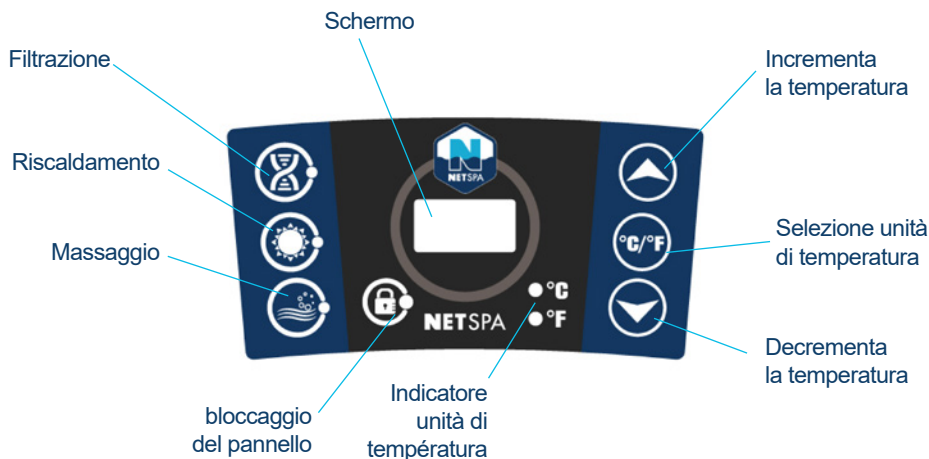 Schermo
Filtrazione
Incrementa
la temperatura
Riscaldamento
N
NETSPA
°C/°F
Selezione unità
di temperatura
Massaggio
°C
NETSPA
°F
Decrementa
la temperatura
bloccaggio
del pannello
Indicatore
unità di
température